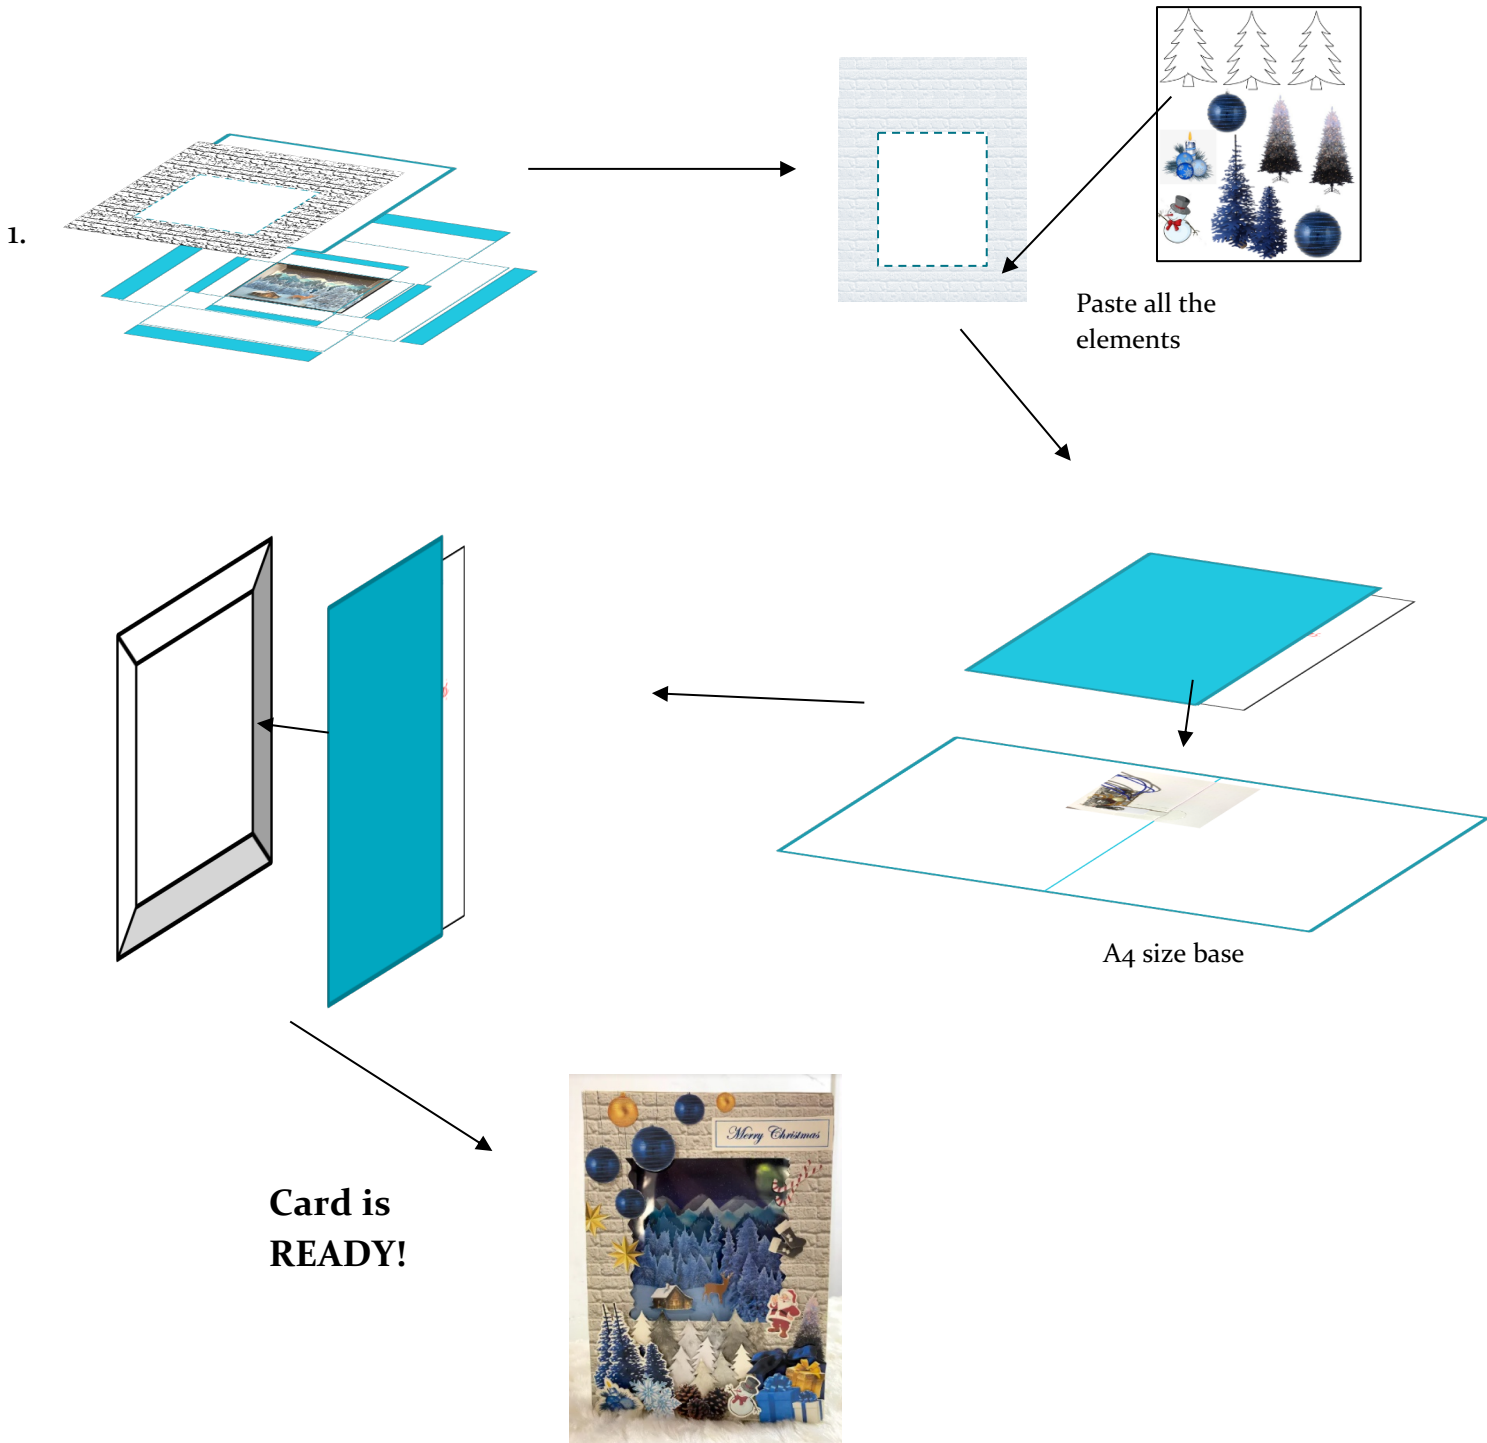 1.
Paste all the
elements
A4 size base
Merry Christmas
Card is
READY!